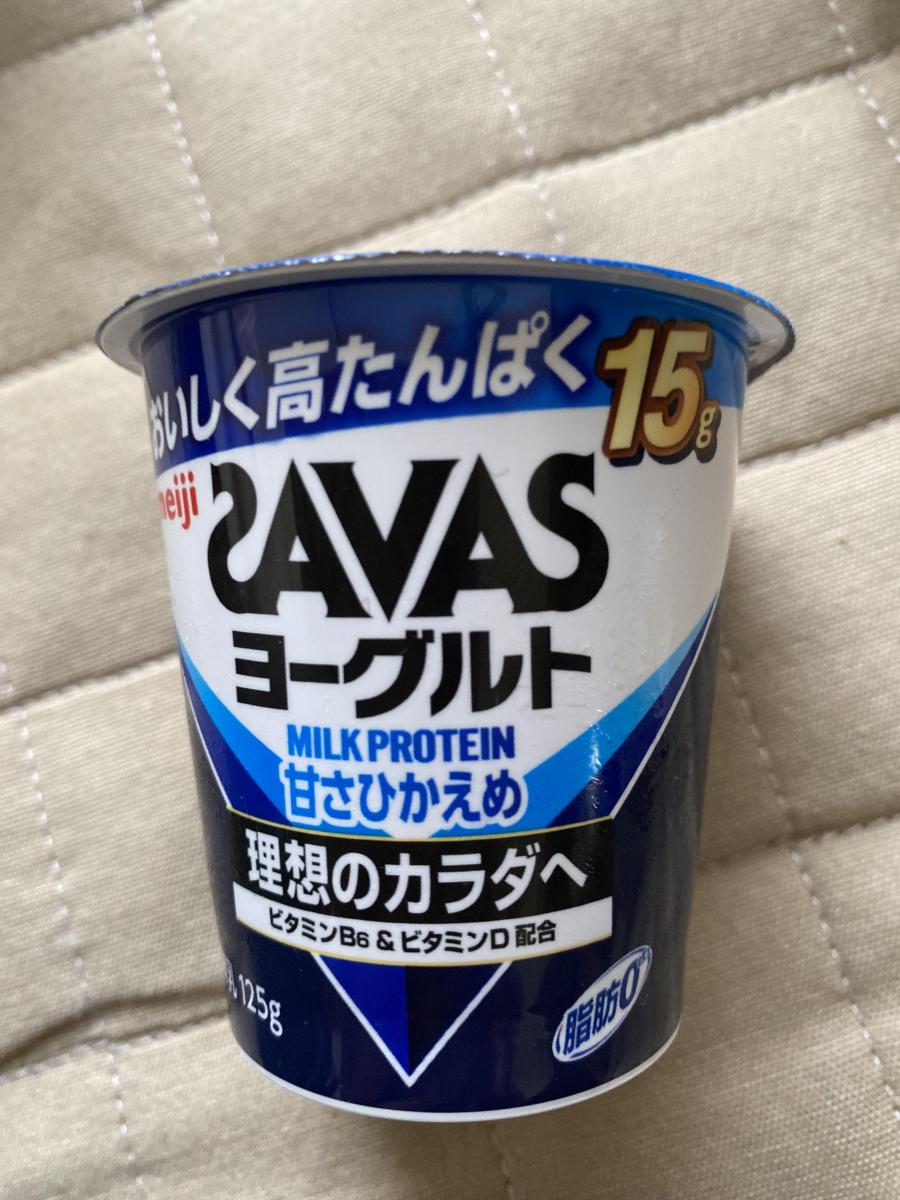 おいしく高たんぱく 15g
meiji
SAVAS
ヨーグルト
MILK PROTEIN
甘さひかえめ
理想のカラダへ
ビタミンB6 & ビタミンD 配合
乳 125g
脂肪0